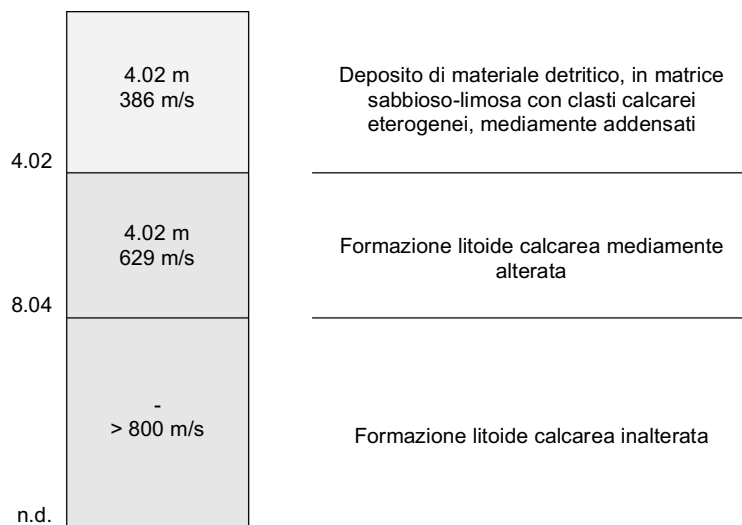 4.02 m
386 m/s
Deposito di materiale detritico, in matrice
sabbioso-limosa con clasti calcarei
eterogenei, mediamente addensati
4.02
4.02 m
629 m/s
Formazione litoide calcarea mediamente
alterata
8.04
-
> 800 m/s
Formazione litoide calcarea inalterata
n.d.